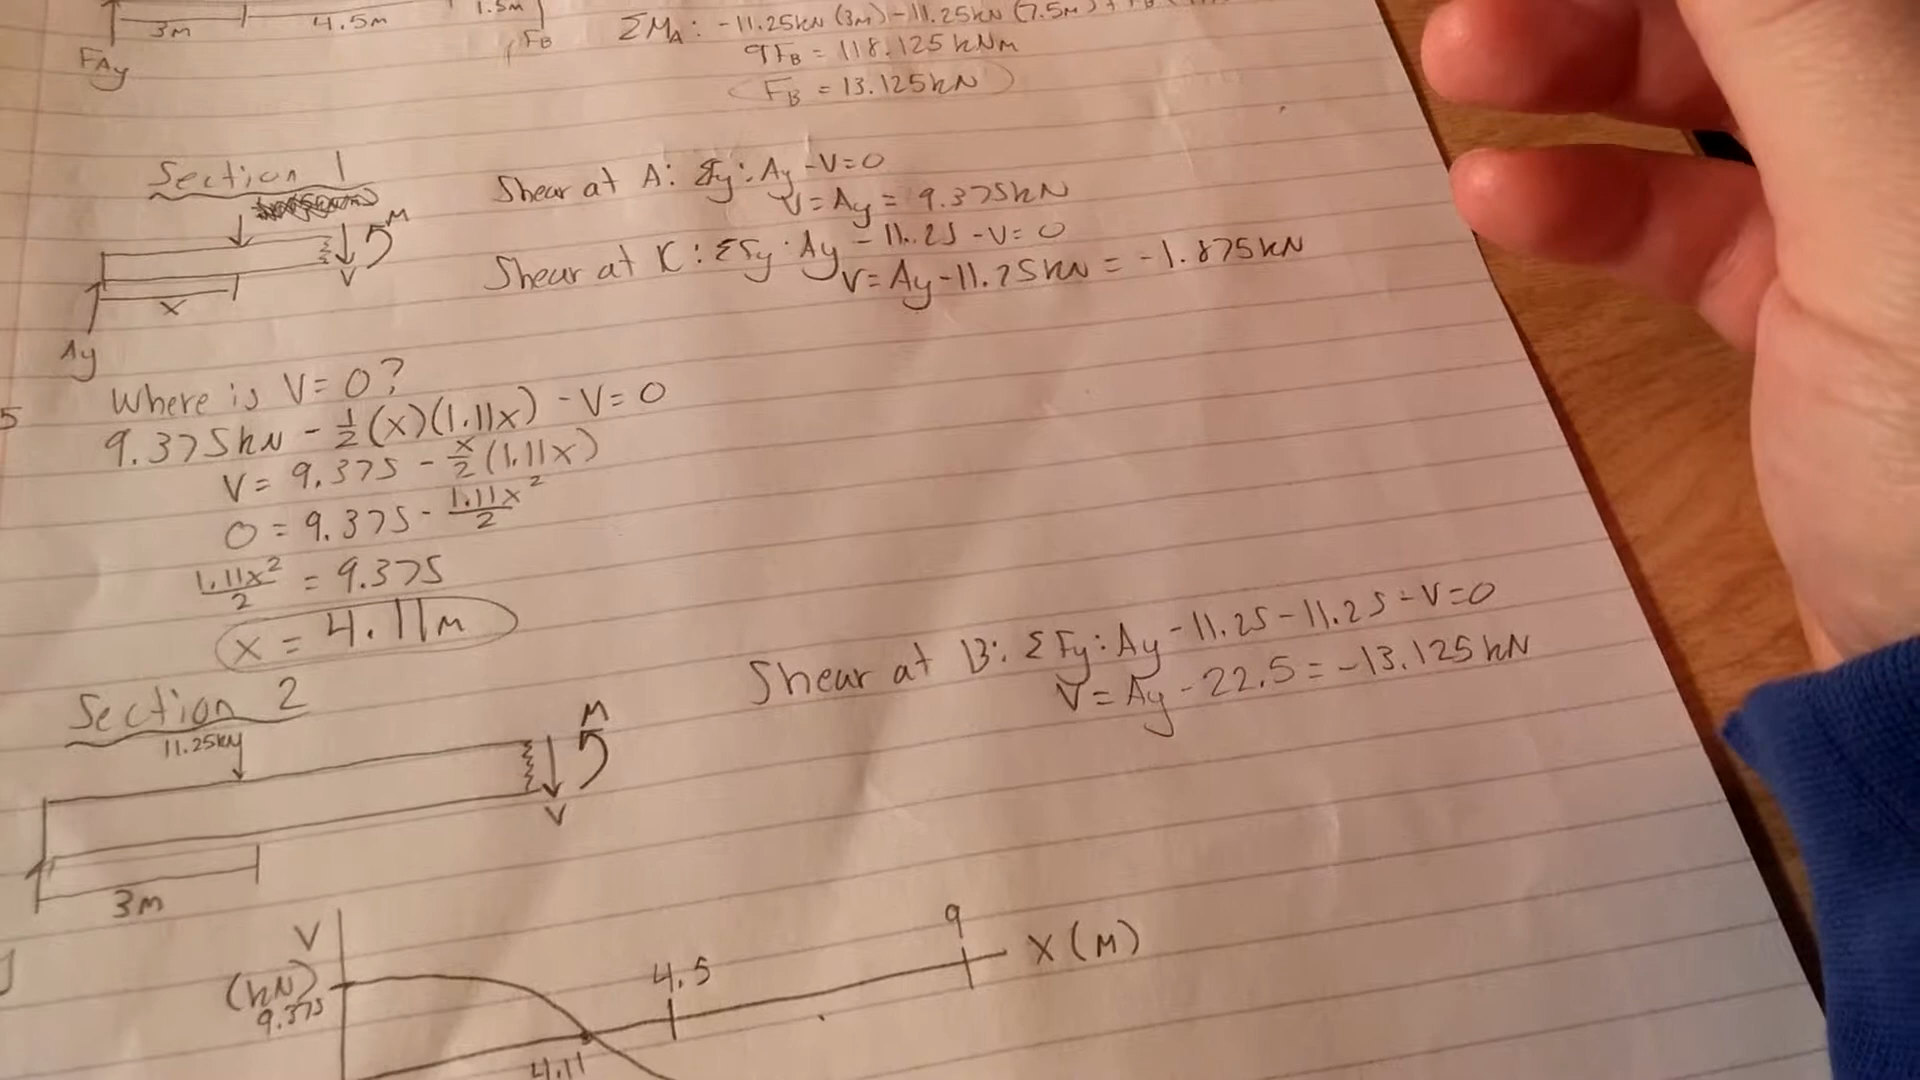 3m 4.5m 1.5m
FAy FB
ΣMA: -11.25kN(3m)-11.25kN(7.5m)+FB
9FB = 118.125kNm
FB = 13.125kN
Section 1
M
V
x
Ay
Shear at A: Σfy: Ay - V=0
V=Ay = 9.375kN
Shear at K: ΣFy: Ay - 11.25 - V=0
V=Ay-11.25kN = -1.875kN
5
Where is V=0?
9.375kN - 1/2(x)(1.11x) - V=0
V= 9.375 - x/2(1.11x)
0 = 9.375 - 1.11x²/2
1.11x²/2 = 9.375
x = 4.11m
Shear at B: ΣFy: Ay -11.25-11.25-V=0
V=Ay -22.5=-13.125kN
Section 2
11.25kN
M
V
3m
V
(kN)
9.375
4.5
9
x(m)
4.11